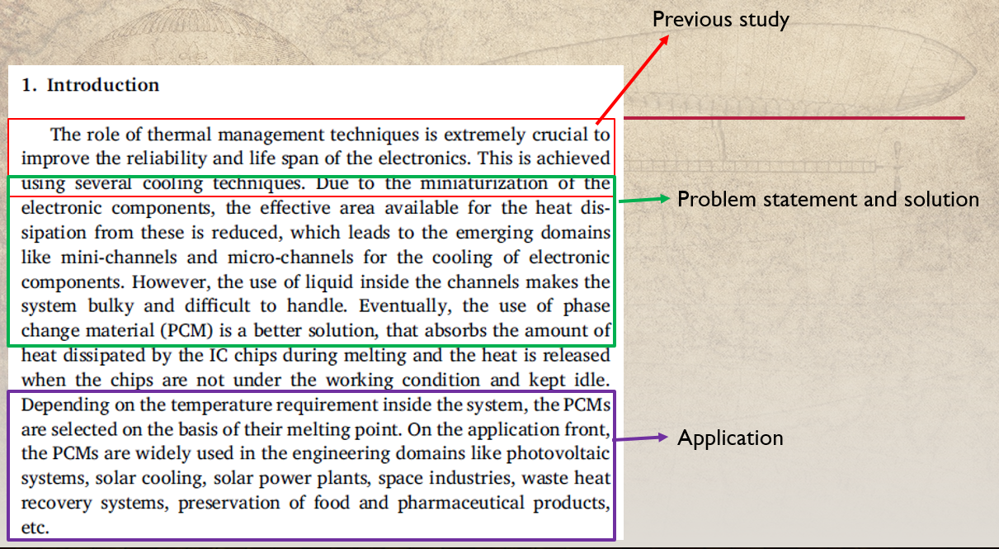 Previous study
1. Introduction
The role of thermal management techniques is extremely crucial to
improve the reliability and life span of the electronics. This is achieved
using several cooling techniques. Due to the miniaturization of the
electronic components, the effective area available for the heat dis-
sipation from these is reduced, which leads to the emerging domains
like mini-channels and micro-channels for the cooling of electronic
components. However, the use of liquid inside the channels makes the
system bulky and difficult to handle. Eventually, the use of phase
change material (PCM) is a better solution, that absorbs the amount of
heat dissipated by the IC chips during melting and the heat is released
when the chips are not under the working condition and kept idle.
Depending on the temperature requirement inside the system, the PCMs
are selected on the basis of their melting point. On the application front,
the PCMs are widely used in the engineering domains like photovoltaic
systems, solar cooling, solar power plants, space industries, waste heat
recovery systems, preservation of food and pharmaceutical products,
etc.
Problem statement and solution
Application